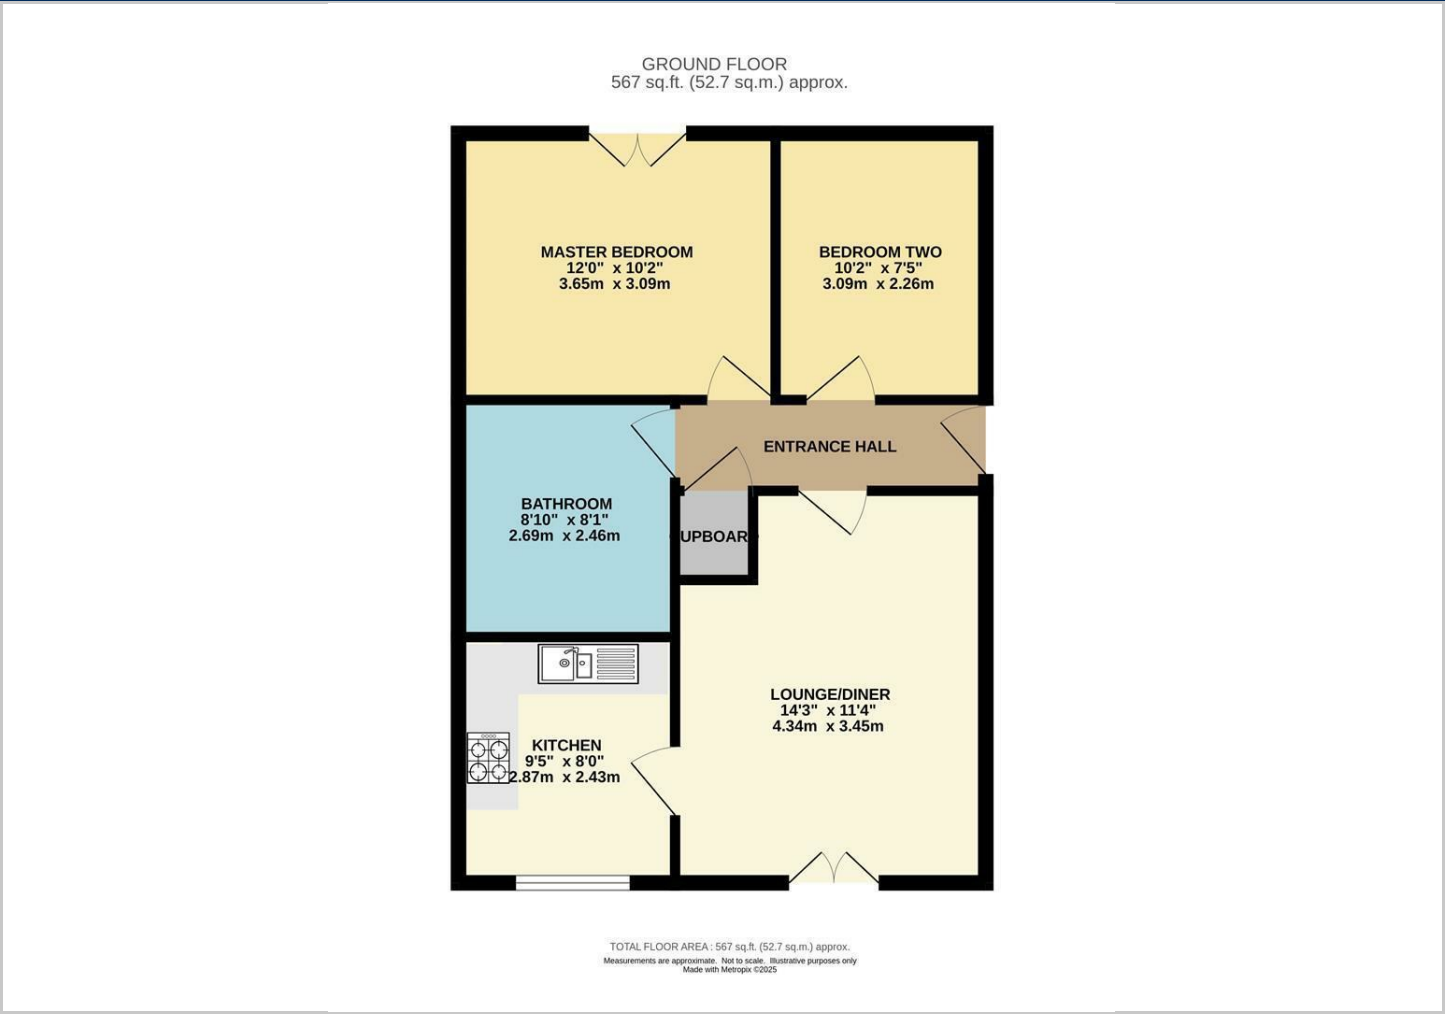 GROUND FLOOR
567 sq.ft. (52.7 sq.m.) approx.
MASTER BEDROOM
12'0" x 10'2"
3.65m x 3.09m
BEDROOM TWO
10'2" x 7'5"
3.09m x 2.26m
ENTRANCE HALL
BATHROOM
8'10" x 8'1"
2.69m x 2.46m
CUPBOARD
LOUNGE/DINER
14'3" x 11'4"
4.34m x 3.45m
KITCHEN
9'5" x 8'0"
2.87m x 2.43m
TOTAL FLOOR AREA : 567 sq.ft. (52.7 sq.m.) approx.
Measurements are approximate. Not to scale. Illustrative purposes only
Made with Metropix ©2025